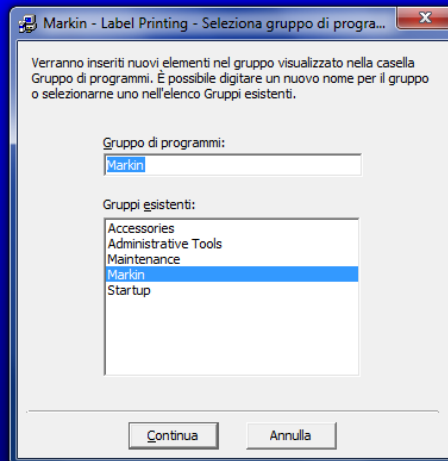 Markin - Label Printing - Seleziona gruppo di progra...
Verranno inseriti nuovi elementi nel gruppo visualizzato nella casella
Gruppo di programmi. È possibile digitare un nuovo nome per il gruppo
o selezionarne uno nell'elenco Gruppi esistenti.
Gruppo di programmi:
Markin
Gruppi esistenti:
Accessories
Administrative Tools
Maintenance
Markin
Startup
Continua
Annulla